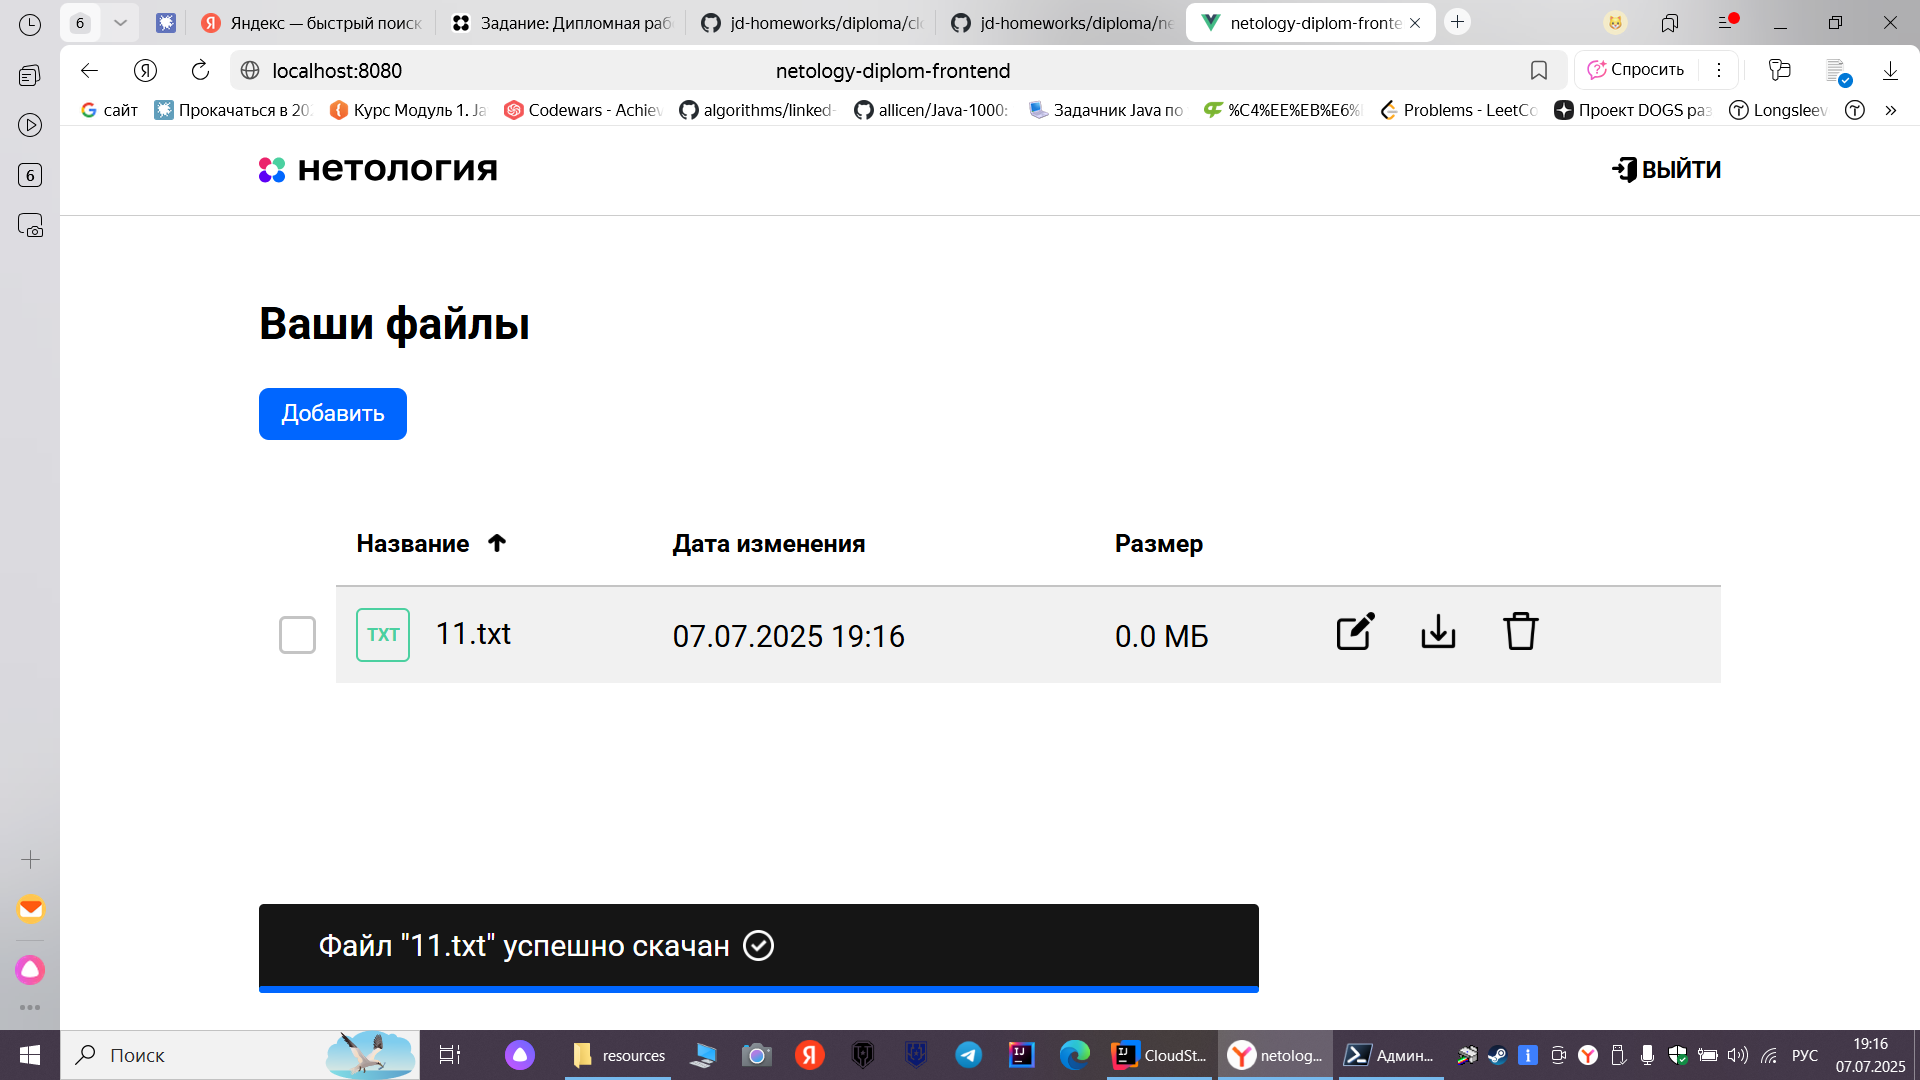 6
Яндекс — быстрый поиск
Задание: Дипломная раб
jd-homeworks/diploma/clo
jd-homeworks/diploma/ne
netology-diplom-fronte
localhost:8080
netology-diplom-frontend
Спросить
сайт
Прокачаться в 20
Курс Модуль 1. Ja
Codewars - Achiev
algorithms/linked-
allicen/Java-1000:
Задачник Java по
%C4%EE%EB%E6%
Problems - LeetCo
Проект DOGS раз
Longsleev
6
нетология
ВЫЙТИ
Ваши файлы
Добавить
Название
Дата изменения
Размер
TXT
11.txt
07.07.2025 19:16
0.0 МБ
Файл "11.txt" успешно скачан
Поиск
resources
CloudSt...
netolog...
Админ...
РУС
19:16
07.07.2025